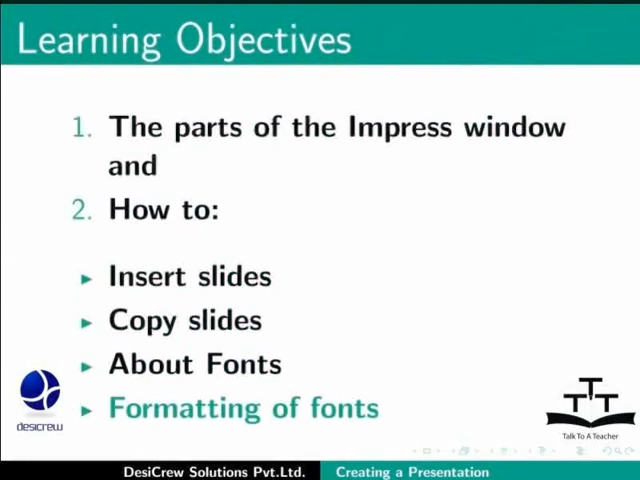 Learning Objectives
1. The parts of the Impress window
and
2. How to:
Insert slides
Copy slides
About Fonts
Formatting of fonts
desicrew
TTT
Talk To A Teacher
DesiCrew Solutions Pvt.Ltd. Creating a Presentation